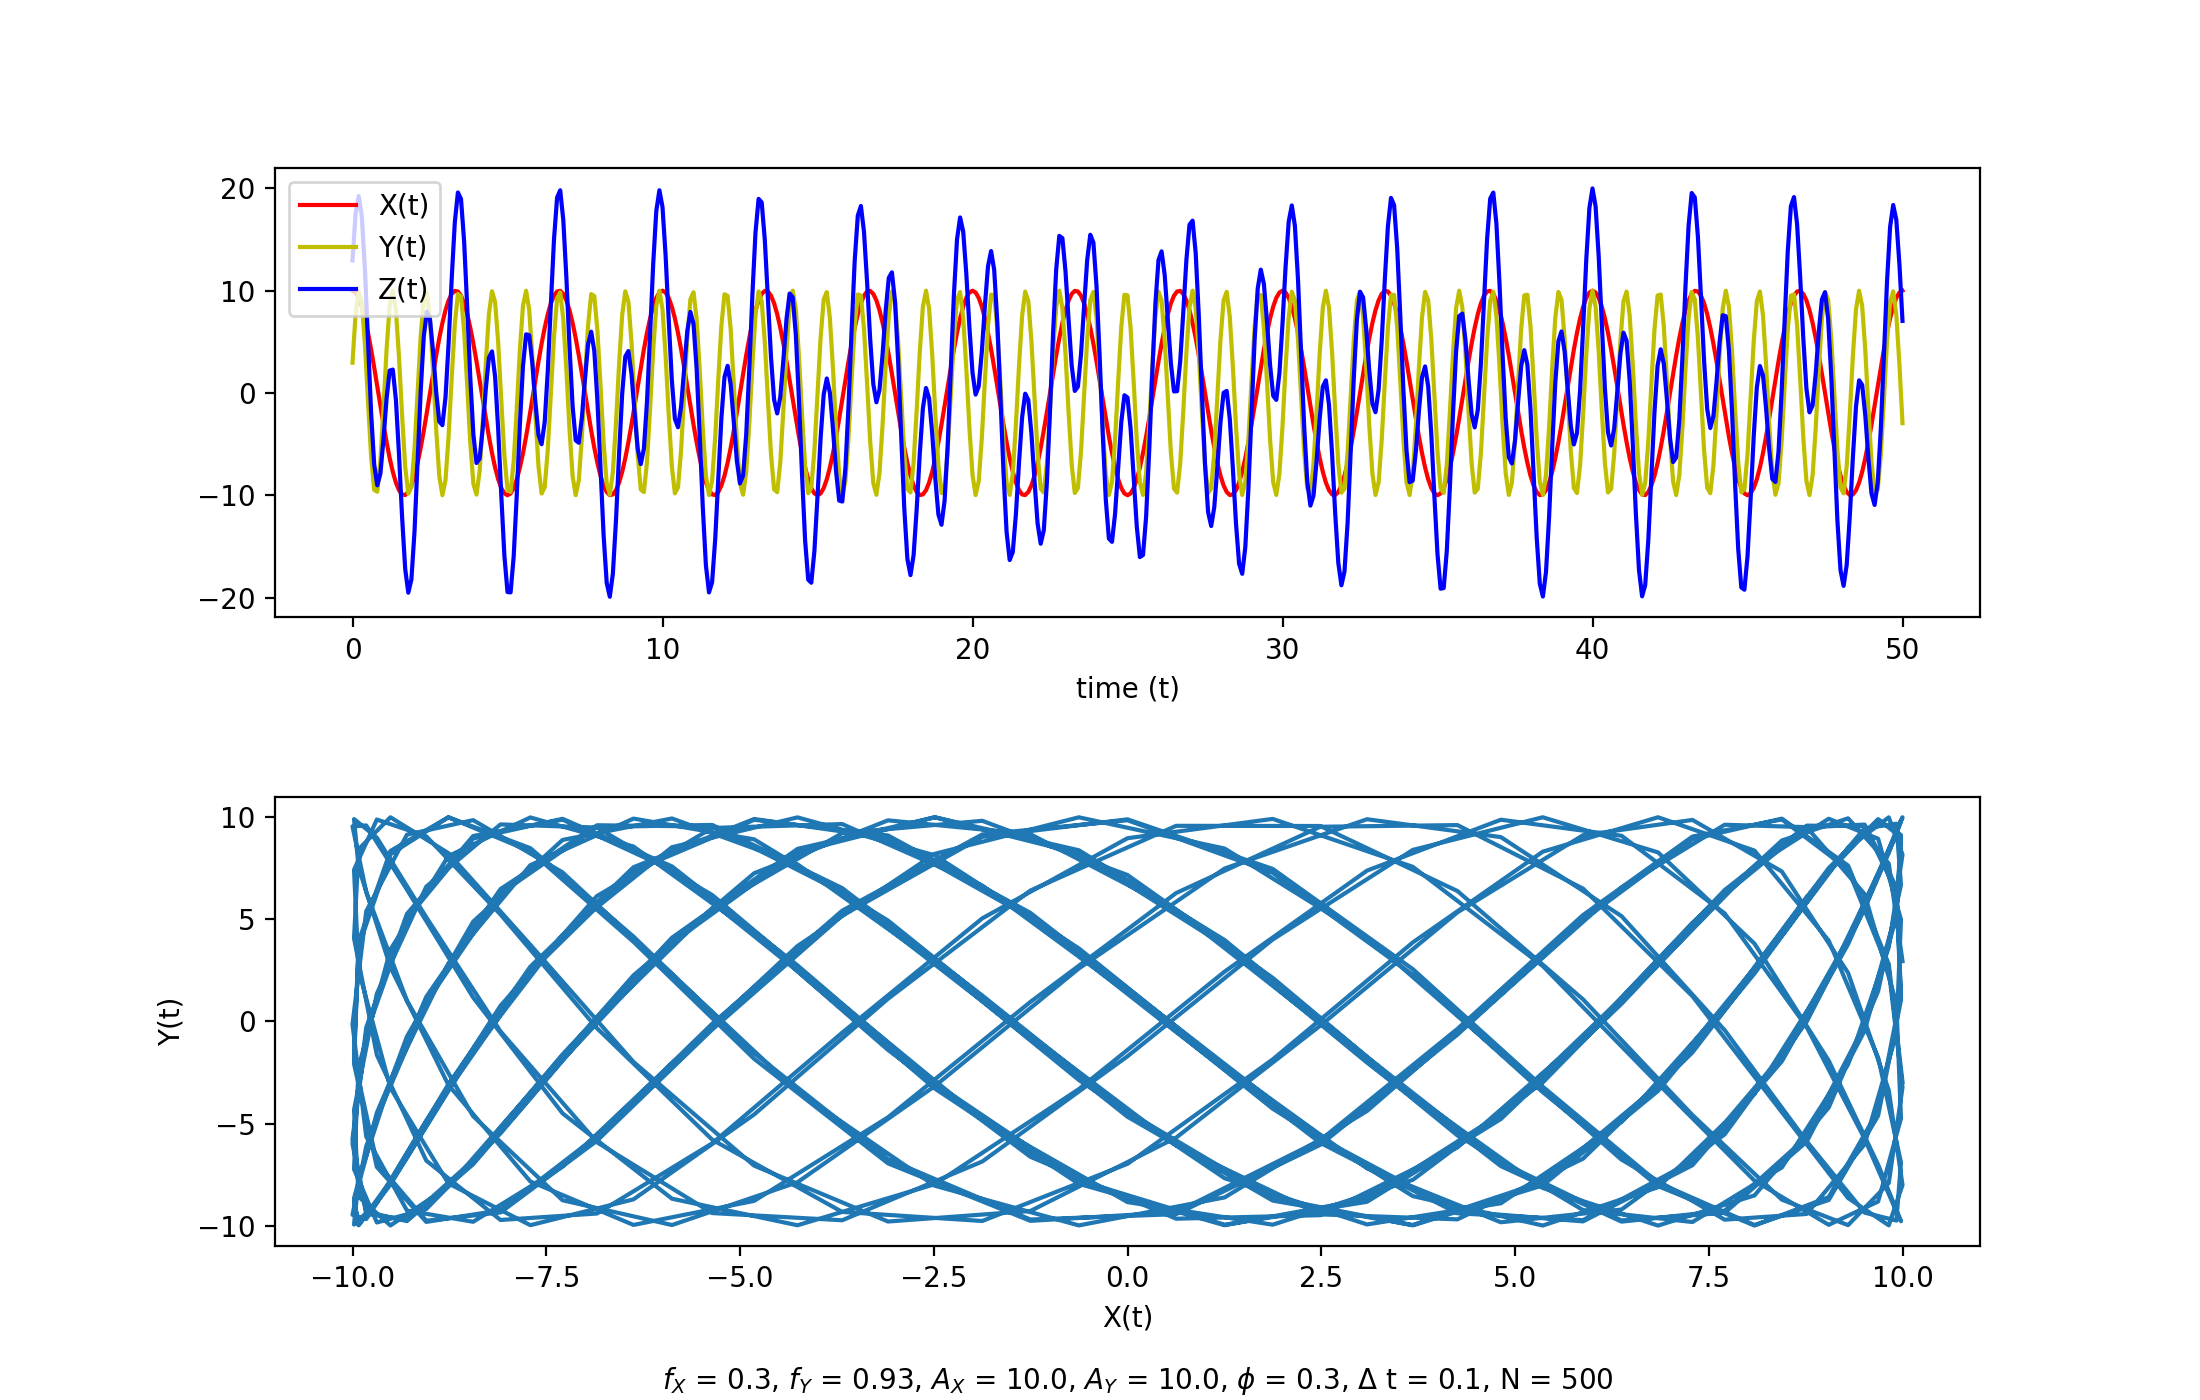 20
10
0
−10
−20
X(t)
Y(t)
Z(t)
0 10 20 30 40 50
time (t)
10
5
0
−5
−10
Y(t)
−10.0 −7.5 −5.0 −2.5 0.0 2.5 5.0 7.5 10.0
X(t)
f_X = 0.3, f_Y = 0.93, A_X = 10.0, A_Y = 10.0, ϕ = 0.3, Δ t = 0.1, N = 500